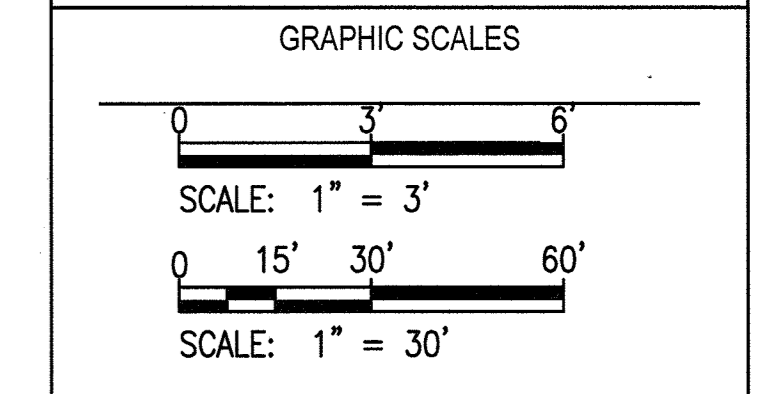 GRAPHIC SCALES
0 3' 6'
SCALE: 1" = 3'
0 15' 30' 60'
SCALE: 1" = 30'